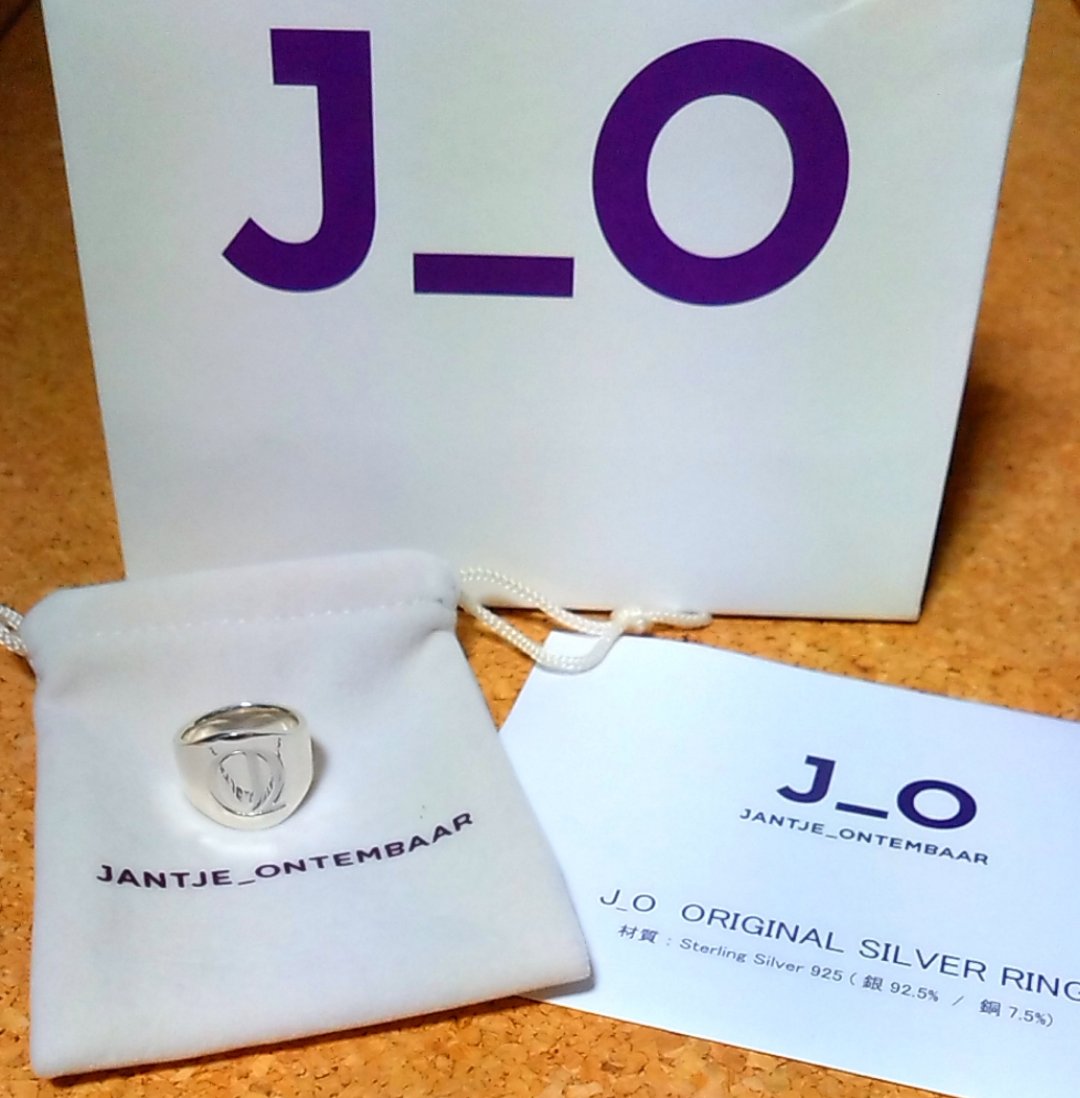 J_O
JANTJE_ONTEMBAAR
J_O
JANTJE_ONTEMBAAR
J_O ORIGINAL SILVER RING
材質 : Sterling Silver 925 ( 銀 92.5% / 銅 7.5%)